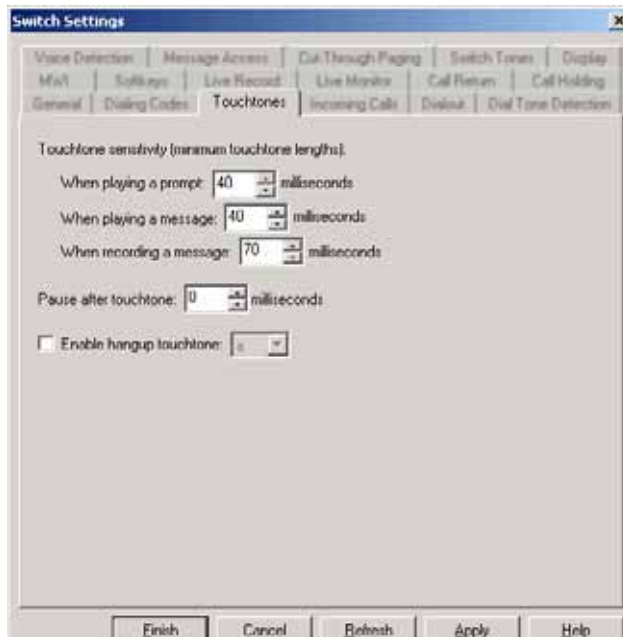 Switch Settings
Voice Detection Message Access Cut Through Paging Switch Tones Display
MWI Softkeys Live Record Live Monitor Call Return Call Holding
General Dialing Codes Touchtones Incoming Calls Dialout Dial Tone Detection
Touchtone sensitivity (minimum touchtone lengths):
When playing a prompt: 40 milliseconds
When playing a message: 40 milliseconds
When recording a message: 70 milliseconds
Pause after touchtone: 0 milliseconds
Enable hangup touchtone:
Finish Cancel Refresh Apply Help